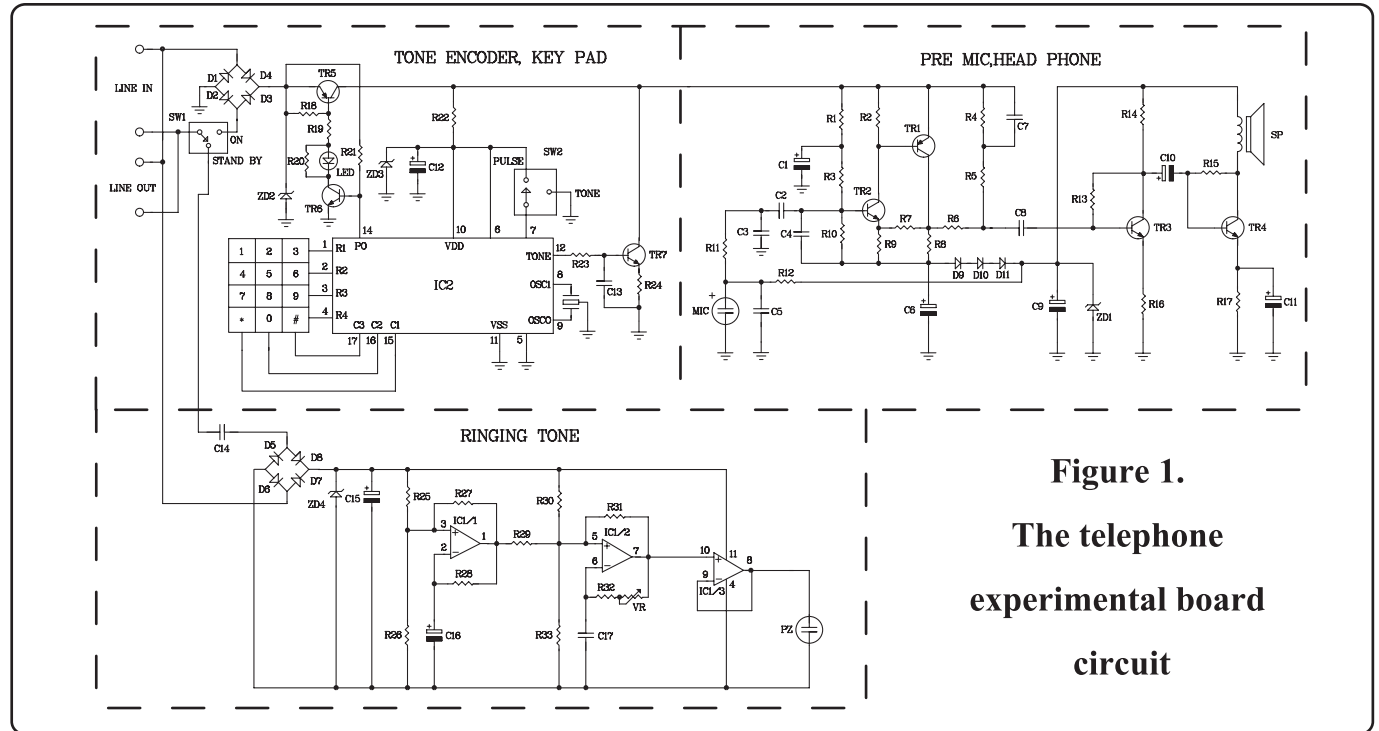 TONE ENCODER, KEY PAD
PRE MIC,HEAD PHONE
LINE IN
LINE OUT
SW1
ON
STAND BY
D1
D2
D4
D3
TR5
R18
R19
R20
R21
LED
TR6
ZD2
R22
ZD3
C12
+
PULSE
SW2
TONE
14
10
6
7
PO
VDD
1 2 3
4 5 6
7 8 9
* 0 #
1 R1
2 R2
3 R3
4 R4
IC2
TONE
12
R23
TR7
8
OSC1
C13
R24
OSCO
9
C3 C2 C1
17 16 15
VSS
11
5
R1
R2
TR1
R4
C7
C1
+
R3
R5
TR2
C2
C3
C4
R10
R7
R9
R8
R6
C8
R11
R12
D9 D10 D11
MIC
+
C5
C6
+
C9
+
ZD1
R14
SP
C10
+
R15
R13
TR3
TR4
R16
R17
C11
+
RINGING TONE
C14
D5
D6
D8
D7
ZD4
C15
+
R25
R27
IC1/1
3
+
2
−
1
R28
R26
C16
+
R29
R30
R31
IC1/2
5
+
6
−
7
R32
VR
R33
C17
10
+
9
−
11
8
4
IC1/3
PZ
Figure 1.
The telephone
experimental board
circuit